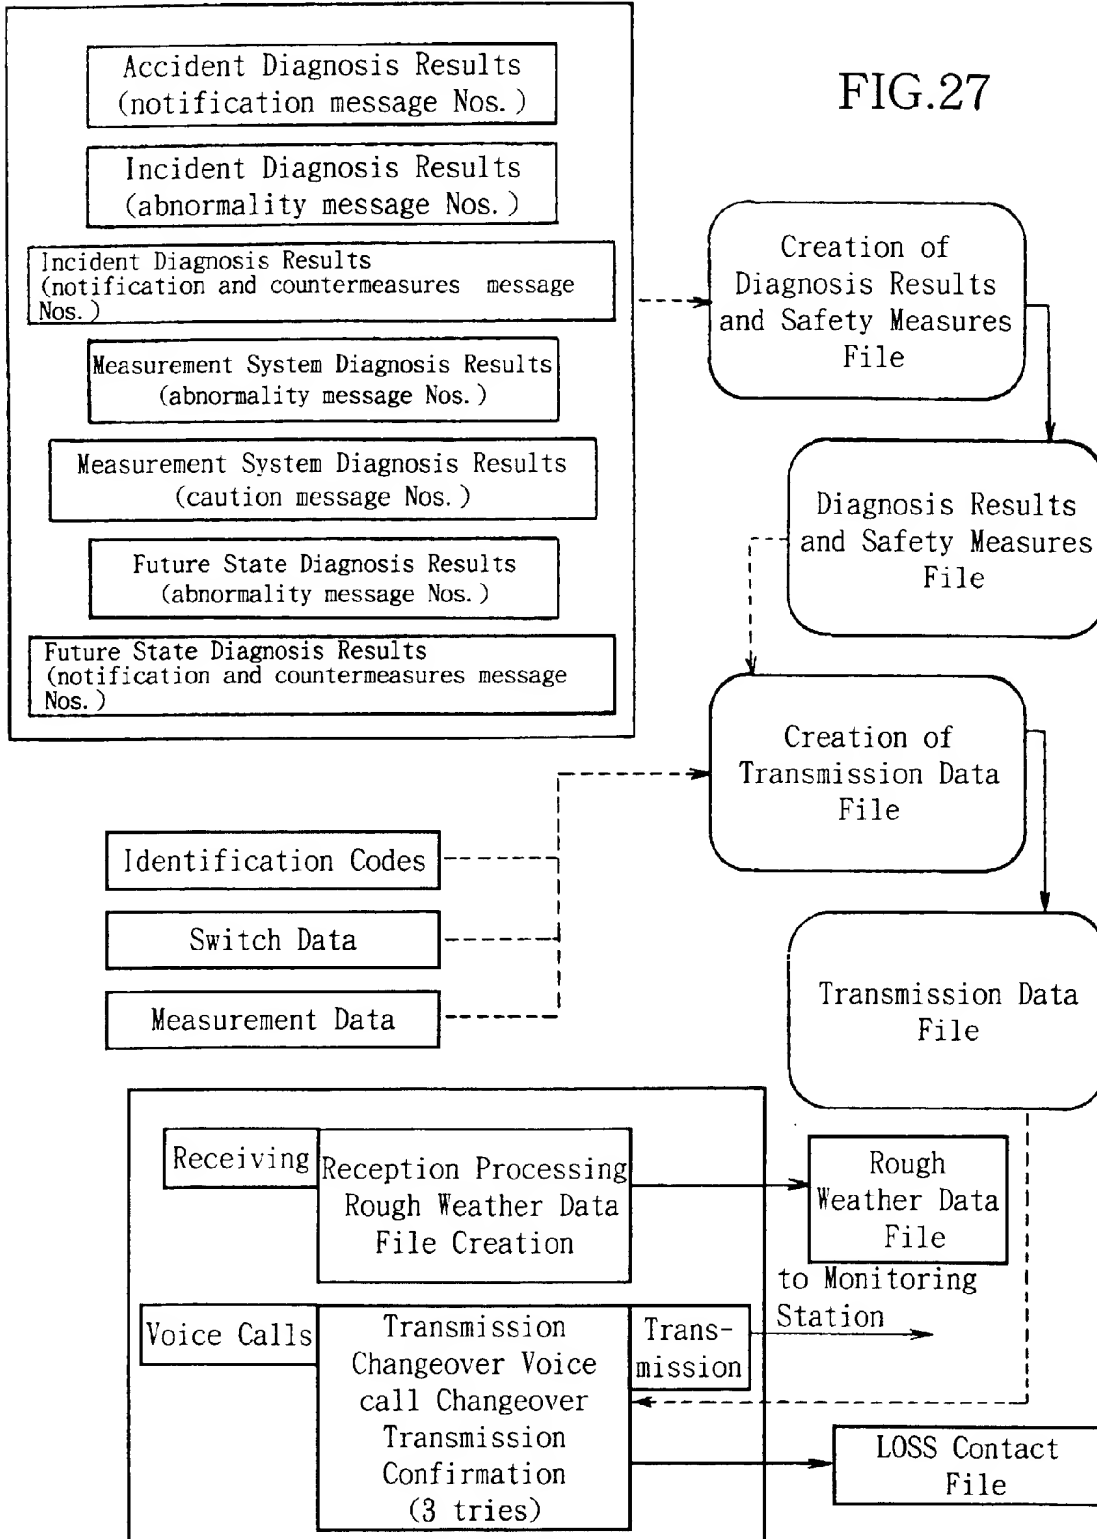 FIG.27
Accident Diagnosis Results
(notification message Nos.)
Incident Diagnosis Results
(abnormality message Nos.)
Incident Diagnosis Results
(notification and countermeasures message
Nos.)
Measurement System Diagnosis Results
(abnormality message Nos.)
Measurement System Diagnosis Results
(caution message Nos.)
Future State Diagnosis Results
(abnormality message Nos.)
Future State Diagnosis Results
(notification and countermeasures message
Nos.)
Creation of
Diagnosis Results
and Safety Measures
File
Diagnosis Results
and Safety Measures
File
Creation of
Transmission Data
File
Identification Codes
Switch Data
Measurement Data
Transmission Data
File
Receiving
Reception Processing
Rough Weather Data
File Creation
Rough
Weather Data
File
to Monitoring
Station
Voice Calls
Transmission
Changeover Voice
call Changeover
Transmission
Confirmation
(3 tries)
Trans-
mission
LOSS Contact
File